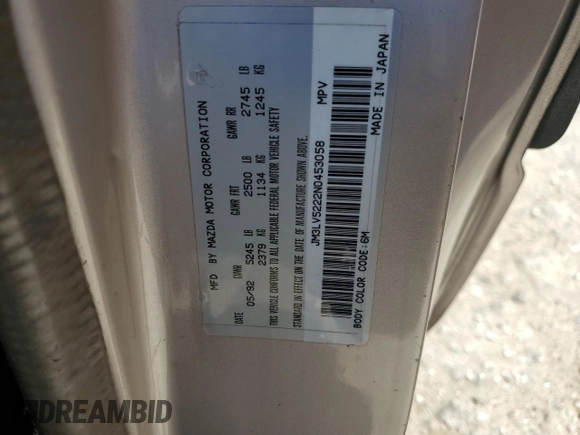 MFD BY MAZDA MOTOR CORPORATION
DATE GVWR GAWR FRT GAWR RR
05/92 5245 LB 2500 LB 2745 LB
2379 KG 1134 KG 1245 KG
THIS VEHICLE CONFORMS TO ALL APPLICABLE FEDERAL MOTOR VEHICLE SAFETY
STANDARD IN EFFECT ON THE DATE OF MANUFACTURE SHOWN ABOVE.
JM3LV5222N0453058 MPV
BODY COLOR CODE:6M MADE IN JAPAN
IDREAMBID